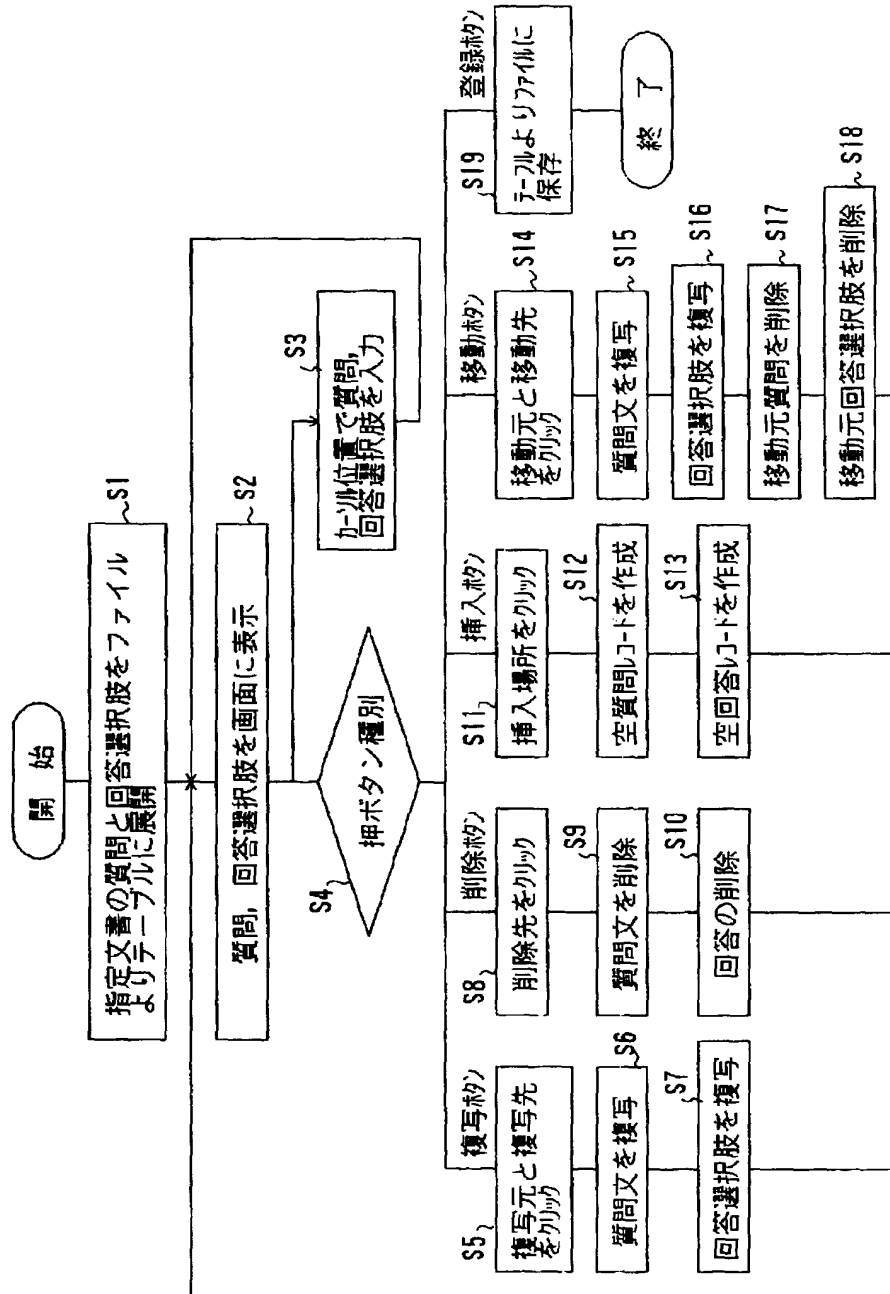 開 始
指定文書の質問と回答選択肢をファイル
よりテーブルに展開
S1
質問, 回答選択肢を画面に表示
S2
カーソル位置で質問,
回答選択肢を入力
S3
押ボタン種別
S4
複写ボタン
S5
複写元と複写先
をクリック
質問文を複写
S6
回答選択肢を複写
S7
削除ボタン
S8
削除先をクリック
質問文を削除
S9
回答の削除
S10
挿入ボタン
S11
挿入場所をクリック
空質問レコードを作成
S12
空回答レコードを作成
S13
移動ボタン
移動元と移動先
をクリック
S14
質問文を複写
S15
回答選択肢を複写
S16
移動元質問を削除
S17
移動元回答選択肢を削除
S18
登録ボタン
S19
テーブルよりファイルに
保存
終 了